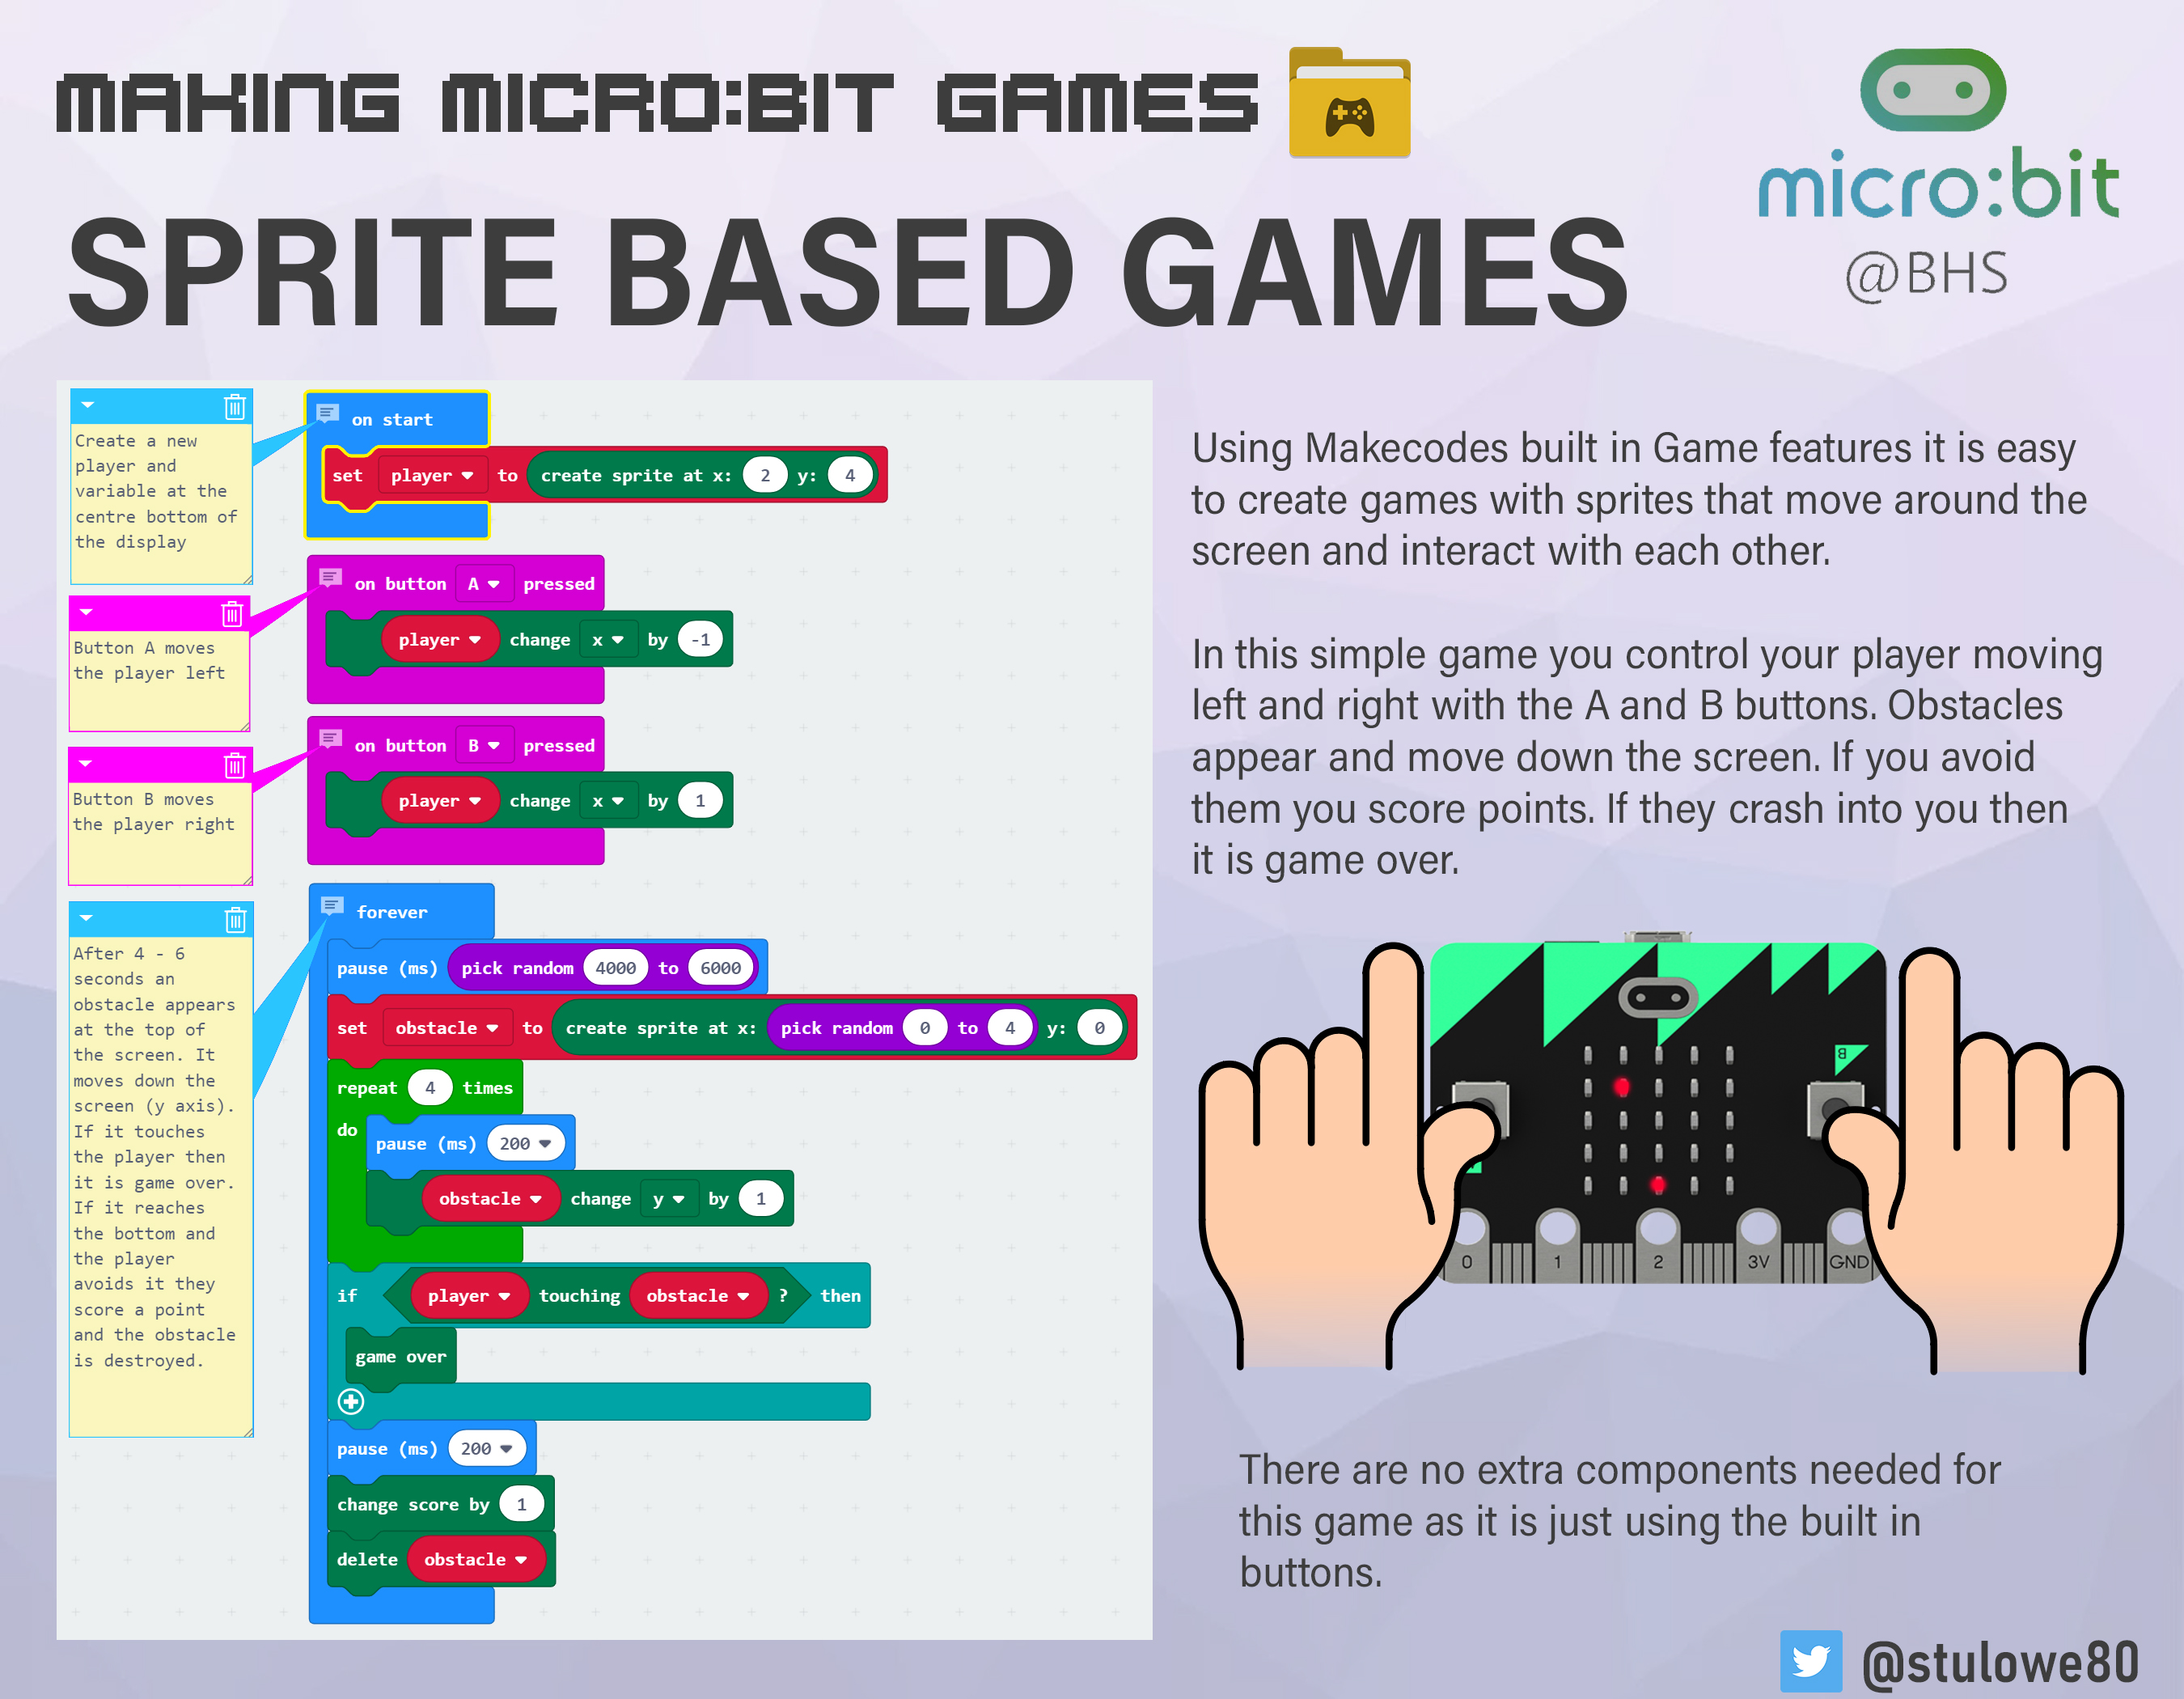 MAKING MICRO:BIT GAMES
micro:bit
@BHS
SPRITE BASED GAMES
Create a new
player and
variable at the
centre bottom of
the display
on start
set player to create sprite at x: 2 y: 4
Button A moves
the player left
on button A pressed
player change x by -1
Button B moves
the player right
on button B pressed
player change x by 1
After 4 - 6
seconds an
obstacle appears
at the top of
the screen. It
moves down the
screen (y axis).
If it touches
the player then
it is game over.
If it reaches
the bottom and
the player
avoids it they
score a point
and the obstacle
is destroyed.
forever
pause (ms) pick random 4000 to 6000
set obstacle to create sprite at x: pick random 0 to 4 y: 0
repeat 4 times
do
pause (ms) 200
obstacle change y by 1
if player touching obstacle ? then
game over
pause (ms) 200
change score by 1
delete obstacle
Using Makecodes built in Game features it is easy
to create games with sprites that move around the
screen and interact with each other.
In this simple game you control your player moving
left and right with the A and B buttons. Obstacles
appear and move down the screen. If you avoid
them you score points. If they crash into you then
it is game over.
B
0 1 2 3V GND
There are no extra components needed for
this game as it is just using the built in
buttons.
@stulowe80